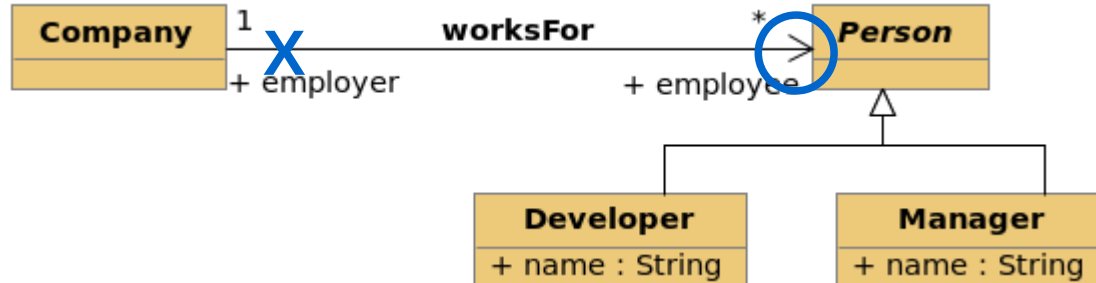 Company
1
worksFor
*
Person
+ employer
+ employee
X
Developer
Manager
+ name : String
+ name : String